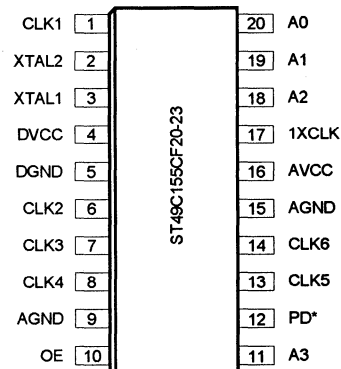 CLK1 1 20 A0
XTAL2 2 19 A1
XTAL1 3 18 A2
DVCC 4 17 1XCLK
DGND 5 16 AVCC
CLK2 6 15 AGND
CLK3 7 14 CLK6
CLK4 8 13 CLK5
AGND 9 12 PD*
OE 10 11 A3
ST49C155CF20-23